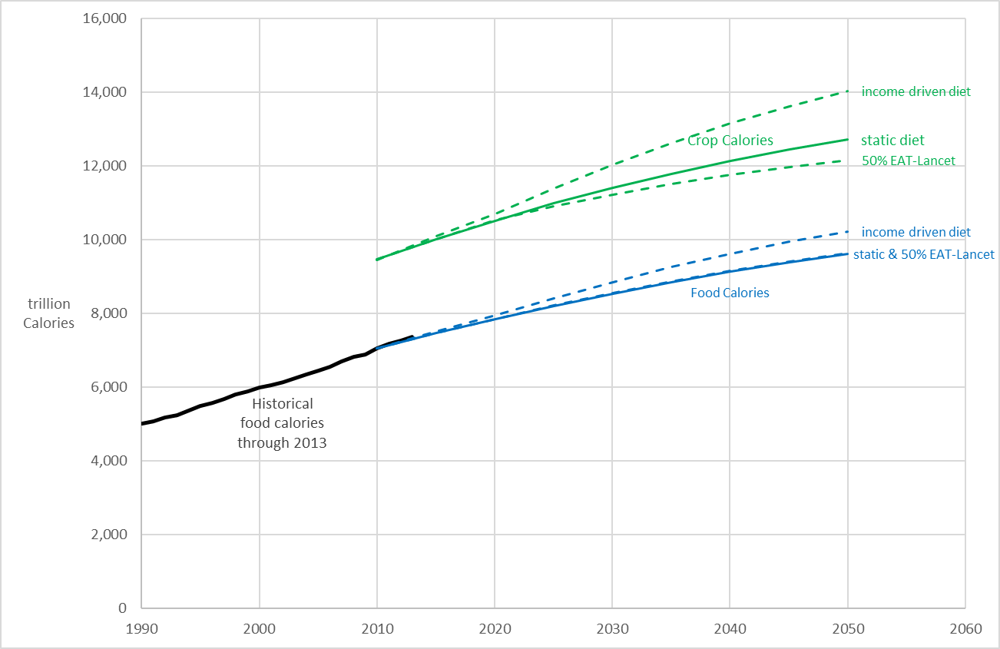 16,000
14,000
income driven diet
Crop Calories
static diet
12,000
50% EAT-Lancet
10,000
income driven diet
static & 50% EAT-Lancet
Food Calories
trillion
Calories
8,000
6,000
Historical
food calories
through 2013
4,000
2,000
0
1990 2000 2010 2020 2030 2040 2050 2060